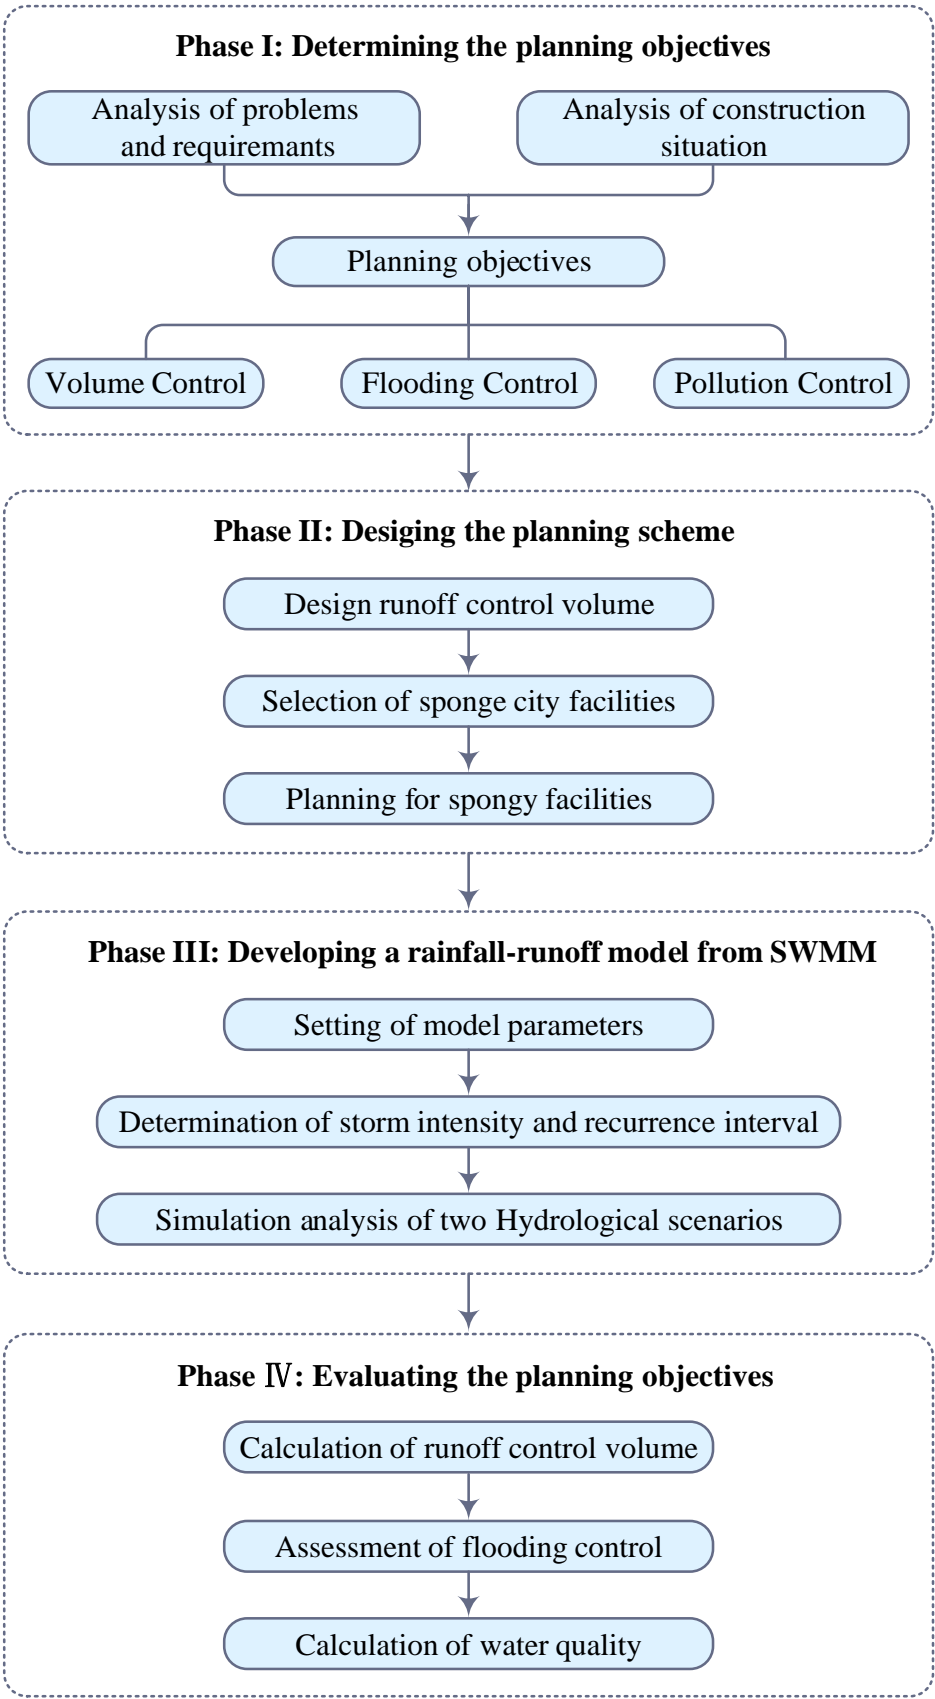 Phase I: Determining the planning objectives
Analysis of problems
and requiremants
Analysis of construction
situation
Planning objectives
Volume Control
Flooding Control
Pollution Control
Phase II: Desiging the planning scheme
Design runoff control volume
Selection of sponge city facilities
Planning for spongy facilities
Phase III: Developing a rainfall-runoff model from SWMM
Setting of model parameters
Determination of storm intensity and recurrence interval
Simulation analysis of two Hydrological scenarios
Phase Ⅳ: Evaluating the planning objectives
Calculation of runoff control volume
Assessment of flooding control
Calculation of water quality